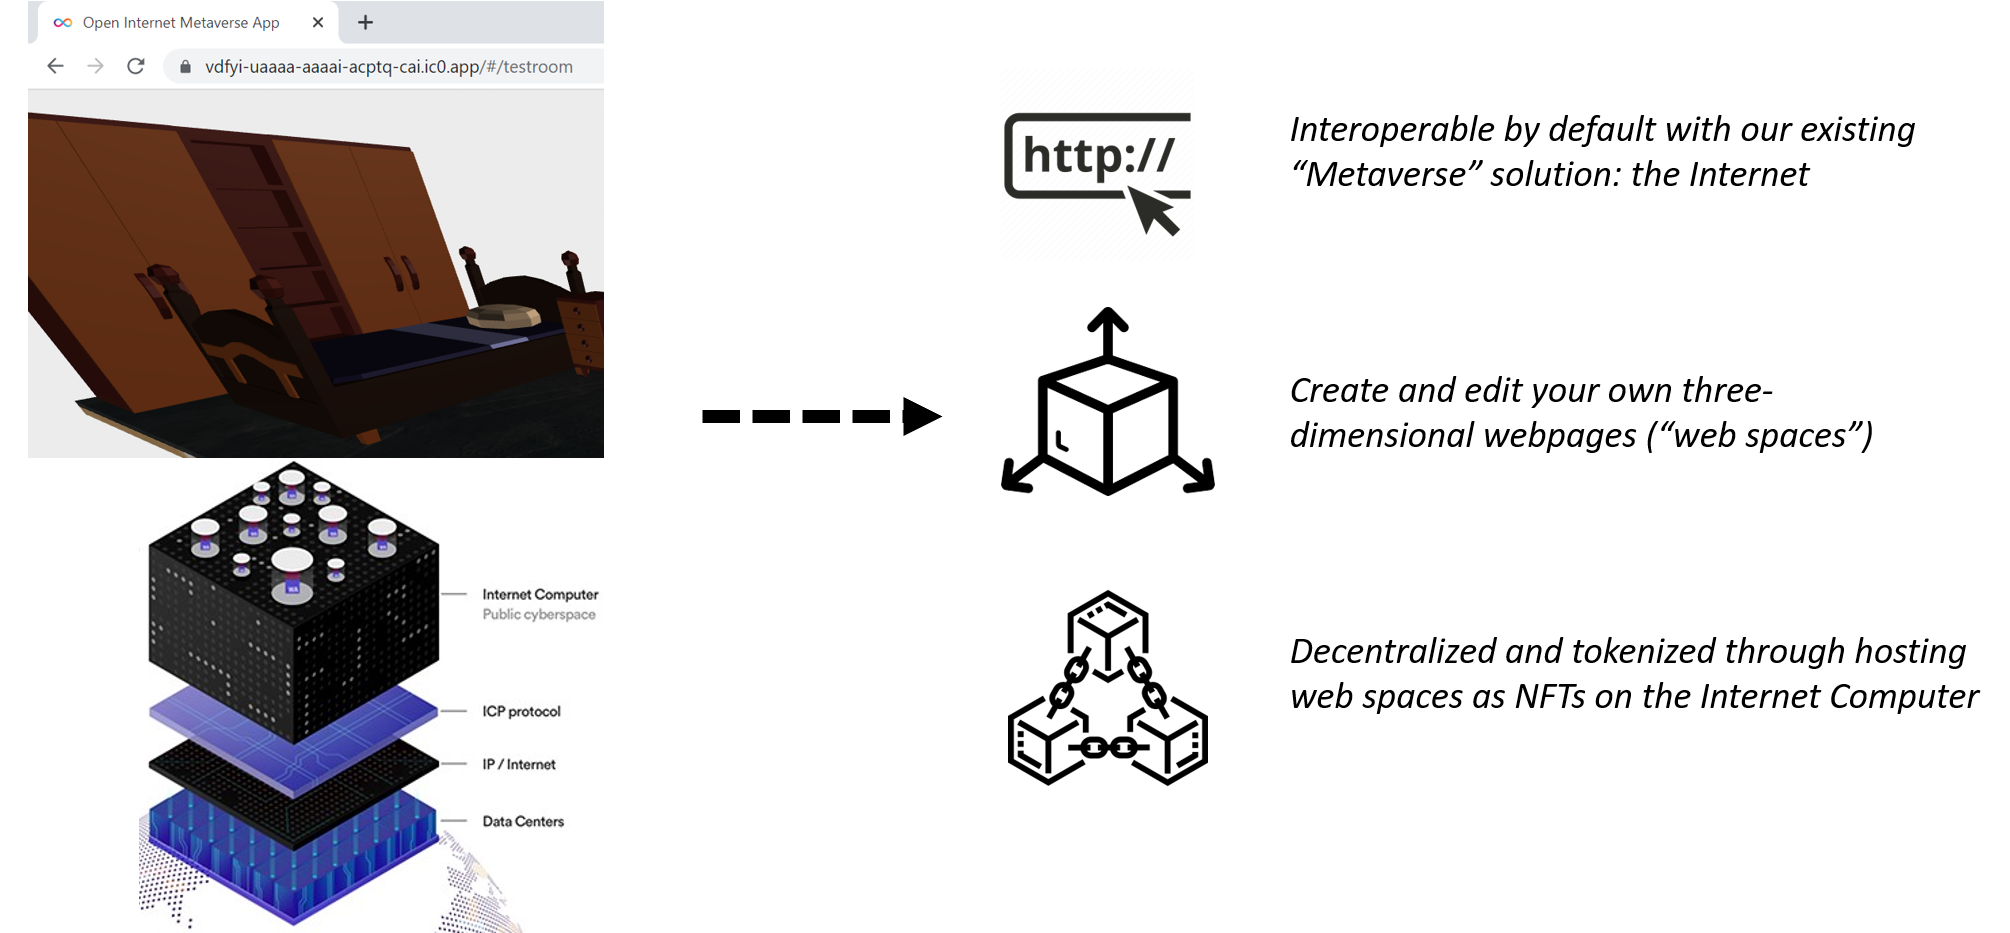 Open Internet Metaverse App
vdfyi-uaaaa-aaaai-acptq-cai.ic0.app/#/testroom
http://
Interoperable by default with our existing
“Metaverse” solution: the Internet
Create and edit your own three-
dimensional webpages (“web spaces”)
Internet Computer
Public cyberspace
ICP protocol
IP / Internet
Data Centers
Decentralized and tokenized through hosting
web spaces as NFTs on the Internet Computer